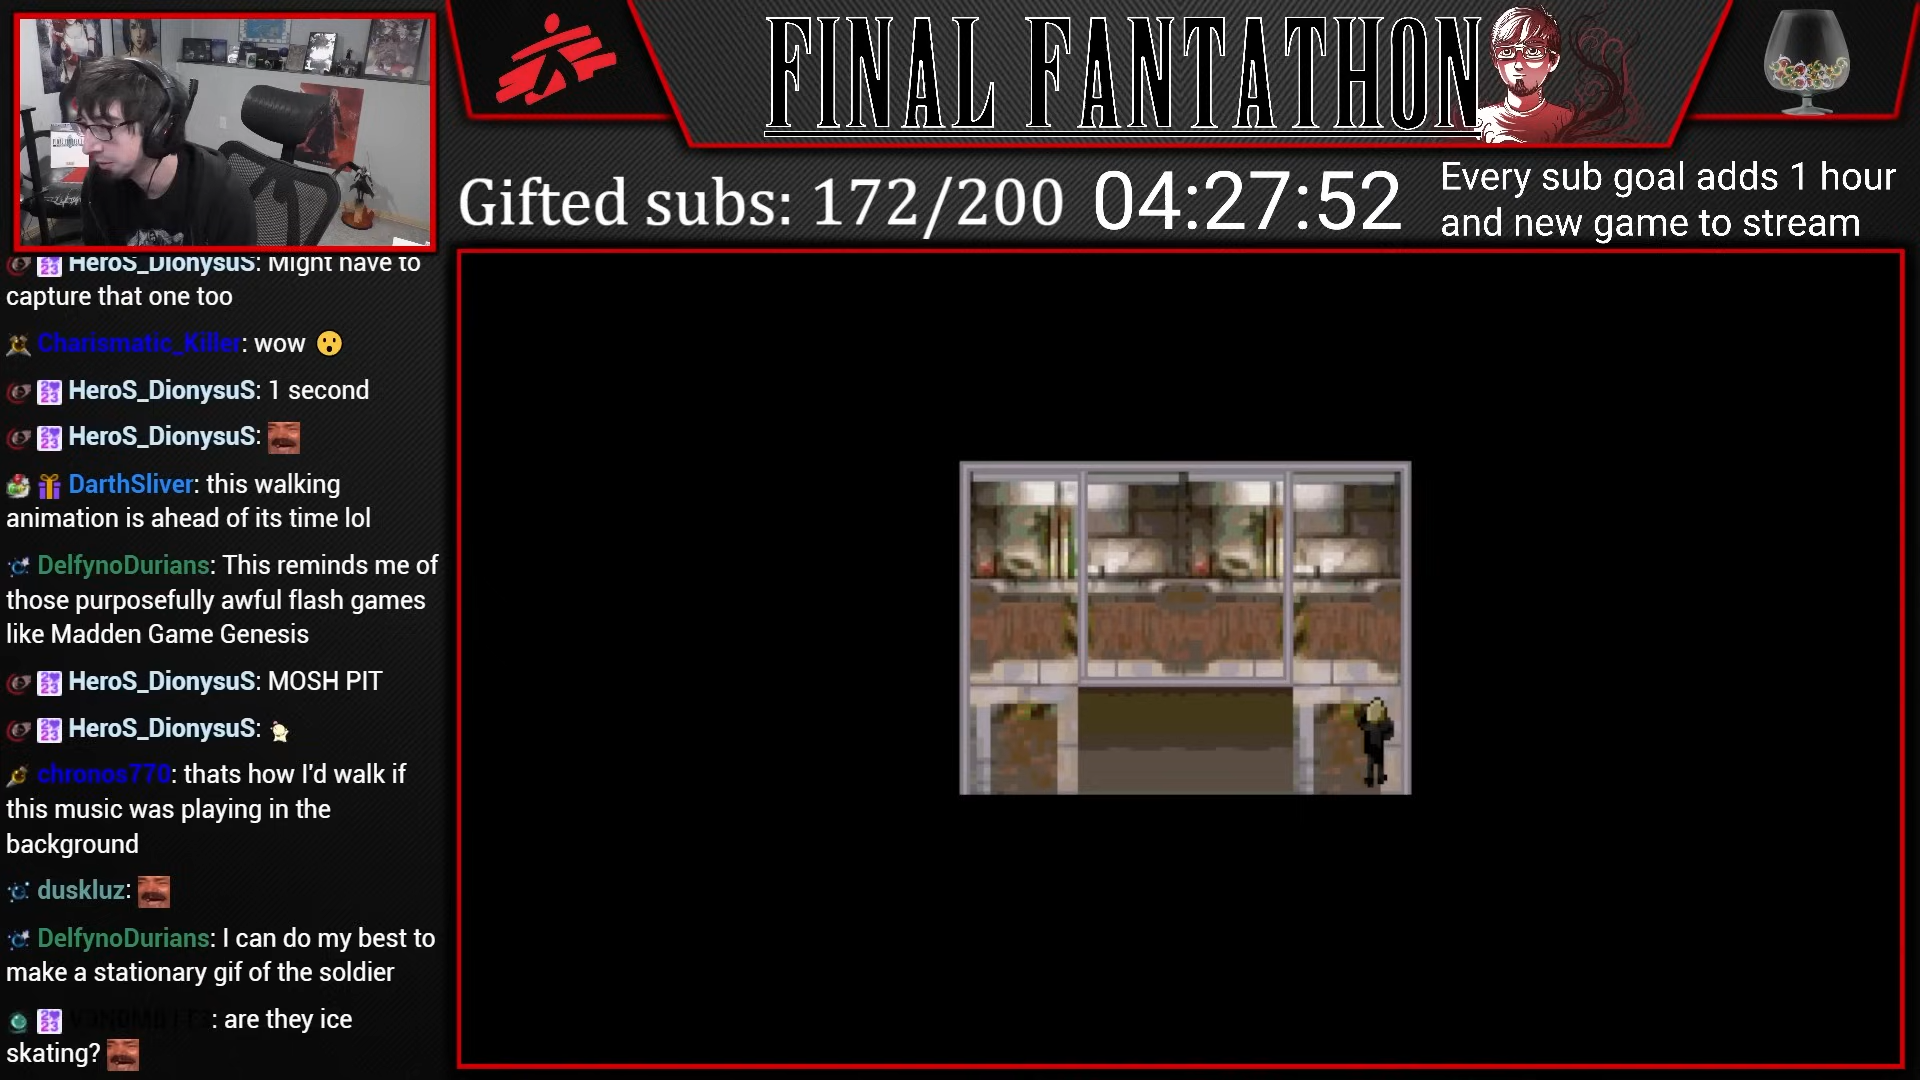 FINAL FANTATHON
Gifted subs: 172/200
04:27:52
Every sub goal adds 1 hour
and new game to stream
HeroS_DionysuS: Might have to
capture that one too
Charismatic_Killer: wow
HeroS_DionysuS: 1 second
HeroS_DionysuS:
DarthSliver: this walking
animation is ahead of its time lol
DelfynoDurians: This reminds me of
those purposefully awful flash games
like Madden Game Genesis
HeroS_DionysuS: MOSH PIT
HeroS_DionysuS:
chronos770: thats how I'd walk if
this music was playing in the
background
duskluz:
DelfynoDurians: I can do my best to
make a stationary gif of the soldier
: are they ice
skating?